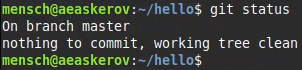 mensch@aeaskerov:~/hello$ git status
On branch master
nothing to commit, working tree clean
mensch@aeaskerov:~/hello$